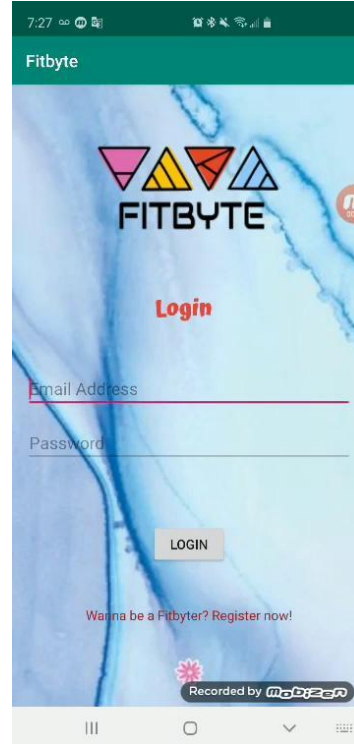 7:27
Fitbyte
FITBYTE
Login
Email Address
Password
LOGIN
Wanna be a Fitbyter? Register now!
Recorded by Mobizen